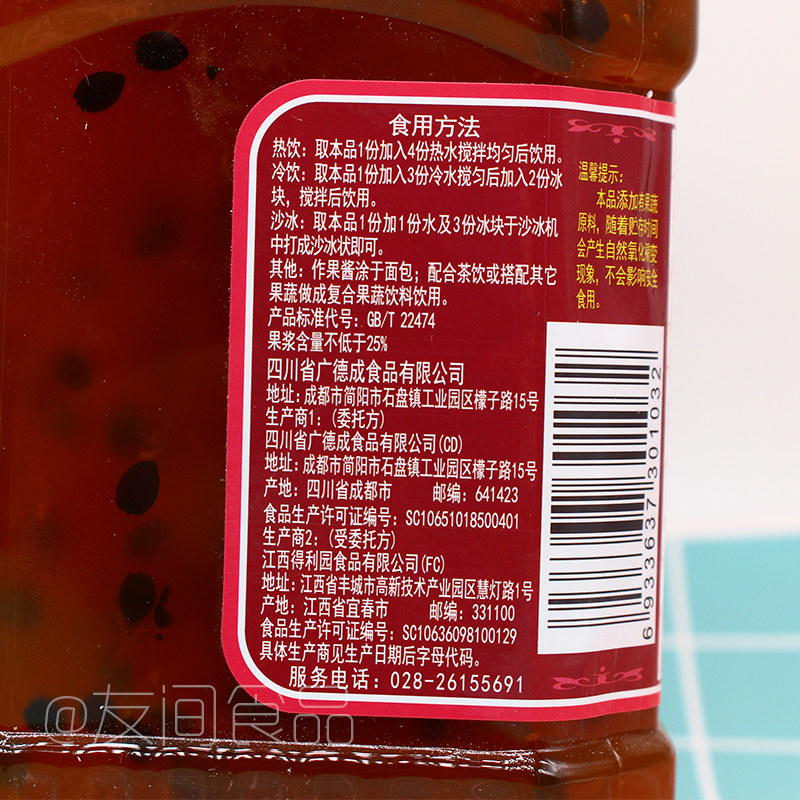 食用方法
热饮：取本品1份加入4份热水搅拌均匀后饮用。
冷饮：取本品1份加入3份冷水搅匀后加入2份冰
块，搅拌后饮用。
沙冰：取本品1份加1份水及3份冰块于沙冰机
中打成沙冰状即可。
其他：作果酱涂于面包；配合茶饮或搭配其它
果蔬做成复合果蔬饮料饮用。
产品标准代号：GB/T 22474
果浆含量不低于25%
四川省广德成食品有限公司
地址：成都市简阳市石盘镇工业园区檬子路15号
生产商1：(委托方)
四川省广德成食品有限公司(CD)
地址：成都市简阳市石盘镇工业园区檬子路15号
产地：四川省成都市 邮编：641423
食品生产许可证编号：SC10651018500401
生产商2：(受委托方)
江西得利园食品有限公司(FC)
地址：江西省丰城市高新技术产业园区慧灯路1号
产地：江西省宜春市 邮编：331100
食品生产许可证编号：SC10636098100129
具体生产商见生产日期后字母代码。
服务电话：028-26155691
温馨提示：
本品添加有果蔬
原料，随着贮存时间
会产生自然氧化褐变
现象，不会影响安全
食用。
6933637301032
@友间食品